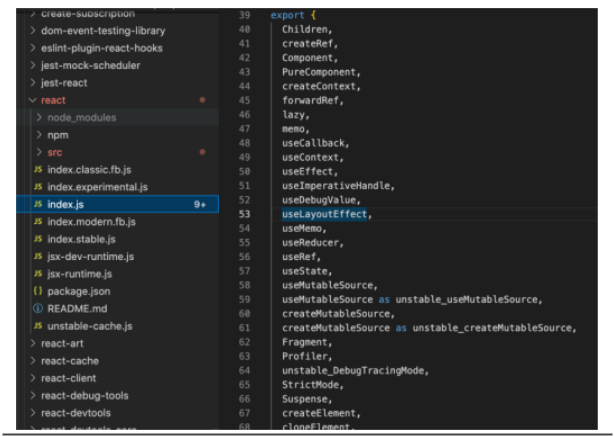 create-subscription
dom-event-testing-library
eslint-plugin-react-hooks
jest-mock-scheduler
jest-react
react
node_modules
npm
src
JS index.classic.fb.js
JS index.experimental.js
JS index.js 9+
JS index.modern.fb.js
JS index.stable.js
JS jsx-dev-runtime.js
JS jsx-runtime.js
{} package.json
README.md
JS unstable-cache.js
react-art
react-cache
react-client
react-debug-tools
react-devtools
react-devtools-core
39 export {
40 Children,
41 createRef,
42 Component,
43 PureComponent,
44 createContext,
45 forwardRef,
46 lazy,
47 memo,
48 useCallback,
49 useContext,
50 useEffect,
51 useImperativeHandle,
52 useDebugValue,
53 useLayoutEffect,
54 useMemo,
55 useReducer,
56 useRef,
57 useState,
58 useMutableSource,
59 useMutableSource as unstable_useMutableSource,
60 createMutableSource,
61 createMutableSource as unstable_createMutableSource,
62 Fragment,
63 Profiler,
64 unstable_DebugTracingMode,
65 StrictMode,
66 Suspense,
67 createElement,
68 cloneElement,